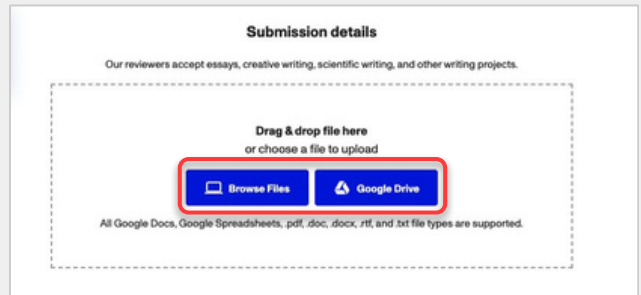 Submission details
Our reviewers accept essays, creative writing, scientific writing, and other writing projects.
Drag & drop file here
or choose a file to upload
Browse Files
Google Drive
All Google Docs, Google Spreadsheets, .pdf, .doc, .docx, .rtf, and .txt file types are supported.